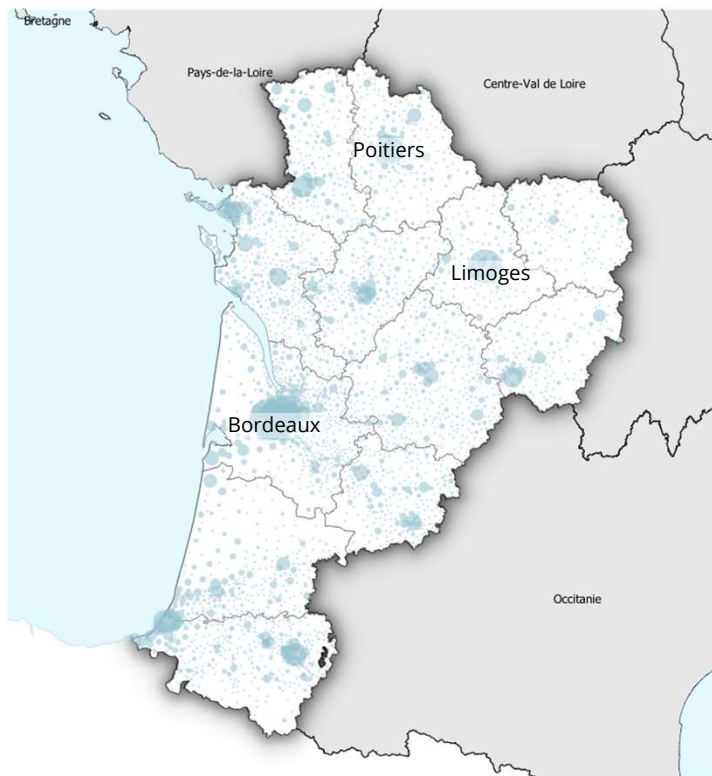 Bretagne
Pays-de-la-Loire
Centre-Val de Loire
Poitiers
Limoges
Bordeaux
Occitanie